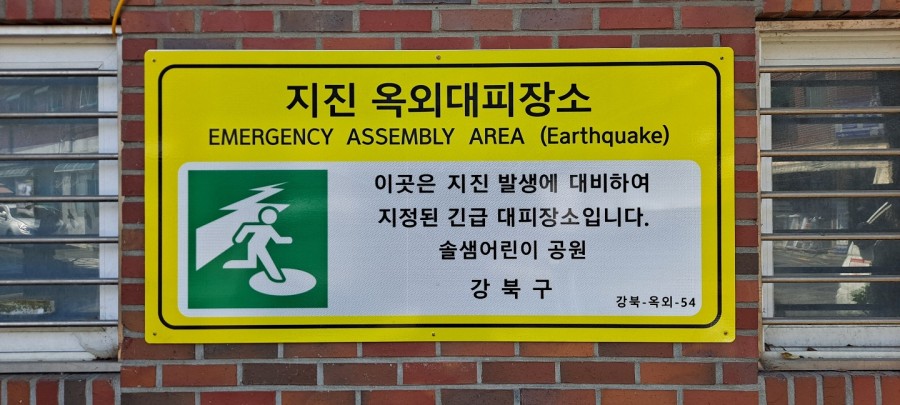 지진 옥외대피장소
EMERGENCY ASSEMBLY AREA (Earthquake)
이곳은 지진 발생에 대비하여
지정된 긴급 대피장소입니다.
솔샘어린이 공원
강북구
강북-옥외-54